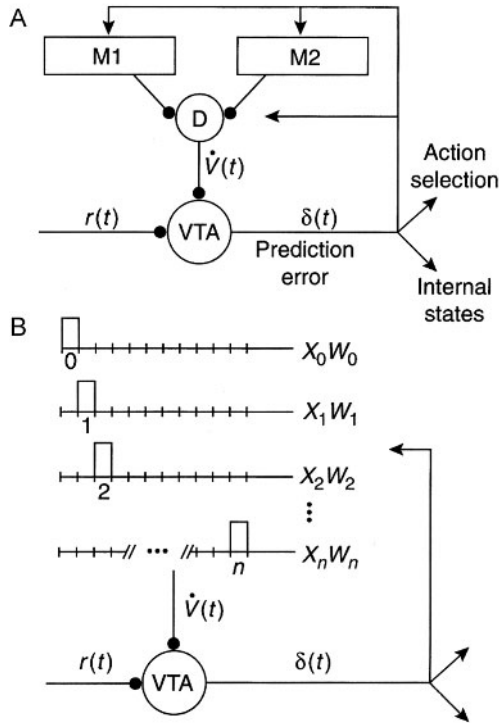 A
M1
M2
D
V̇(t)
Action
selection
r(t)
VTA
δ(t)
Prediction
error
Internal
states
B
0
X₀W₀
1
X₁W₁
2
X₂W₂
⋮
// ••• //
n
XₙWₙ
V̇(t)
r(t)
VTA
δ(t)